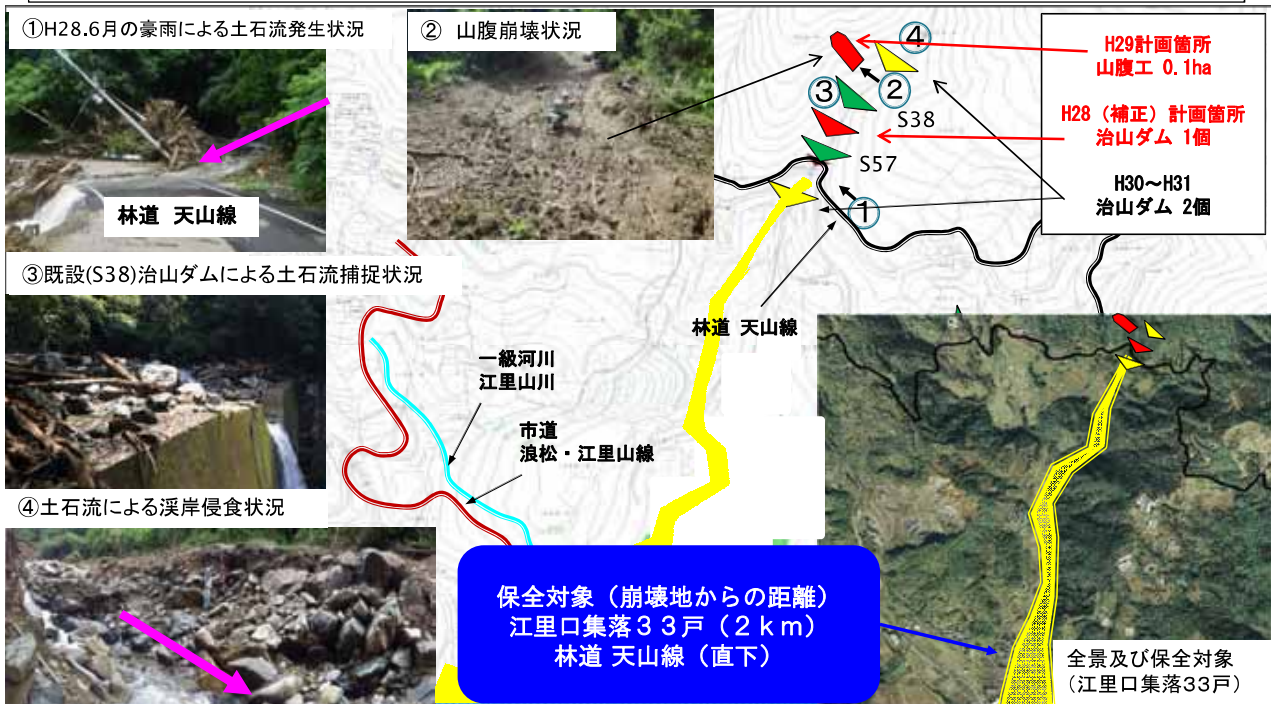 ①H28.6月の豪雨による土石流発生状況
林道 天山線
② 山腹崩壊状況
③既設(S38)治山ダムによる土石流捕捉状況
④土石流による渓岸侵食状況
④
②
③
S38
S57
①
H29計画箇所
山腹工 0.1ha
H28（補正）計画箇所
治山ダム 1個
H30～H31
治山ダム 2個
林道 天山線
一級河川
江里山川
市道
浪松・江里山線
保全対象（崩壊地からの距離）
江里口集落３３戸（２ｋｍ）
林道 天山線（直下）
全景及び保全対象
（江里口集落33戸）